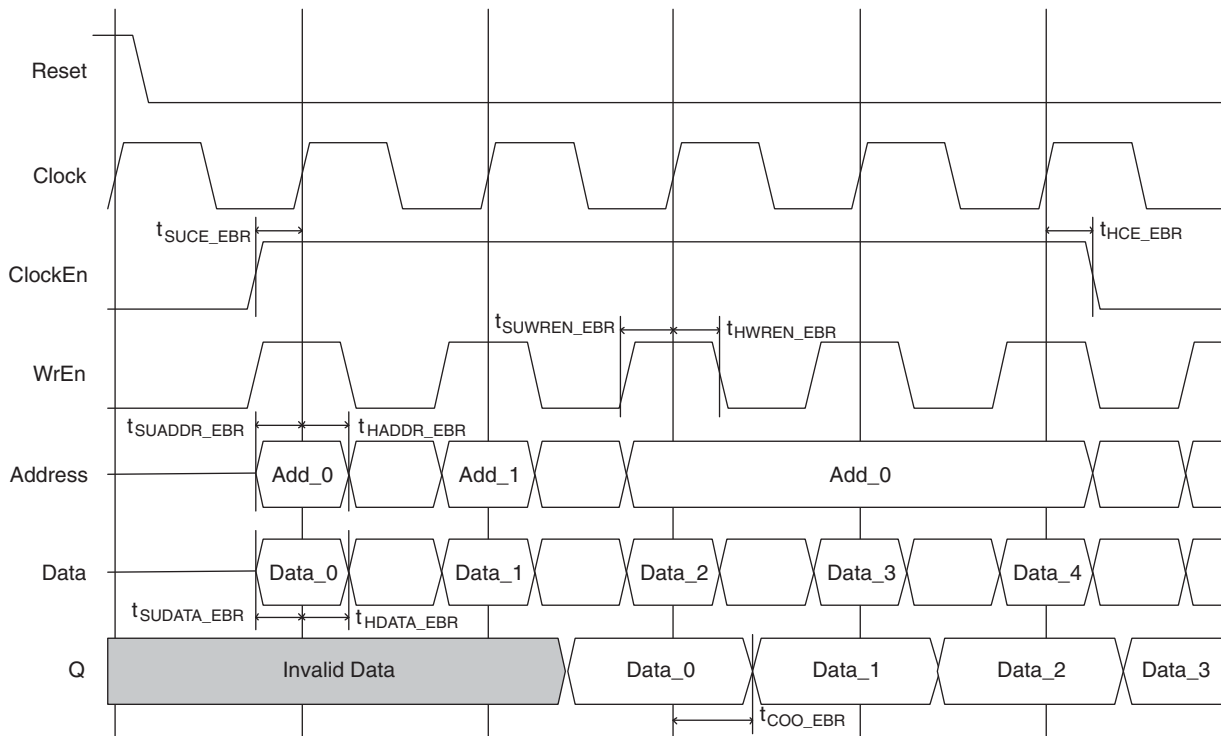 Reset
Clock
tSUCE_EBR
tHCE_EBR
ClockEn
tSUWREN_EBR
tHWREN_EBR
WrEn
tSUADDR_EBR
tHADDR_EBR
Address
Add_0
Add_1
Add_0
Data
Data_0
Data_1
Data_2
Data_3
Data_4
tSUDATA_EBR
tHDATA_EBR
Q
Invalid Data
Data_0
Data_1
Data_2
Data_3
tCOO_EBR